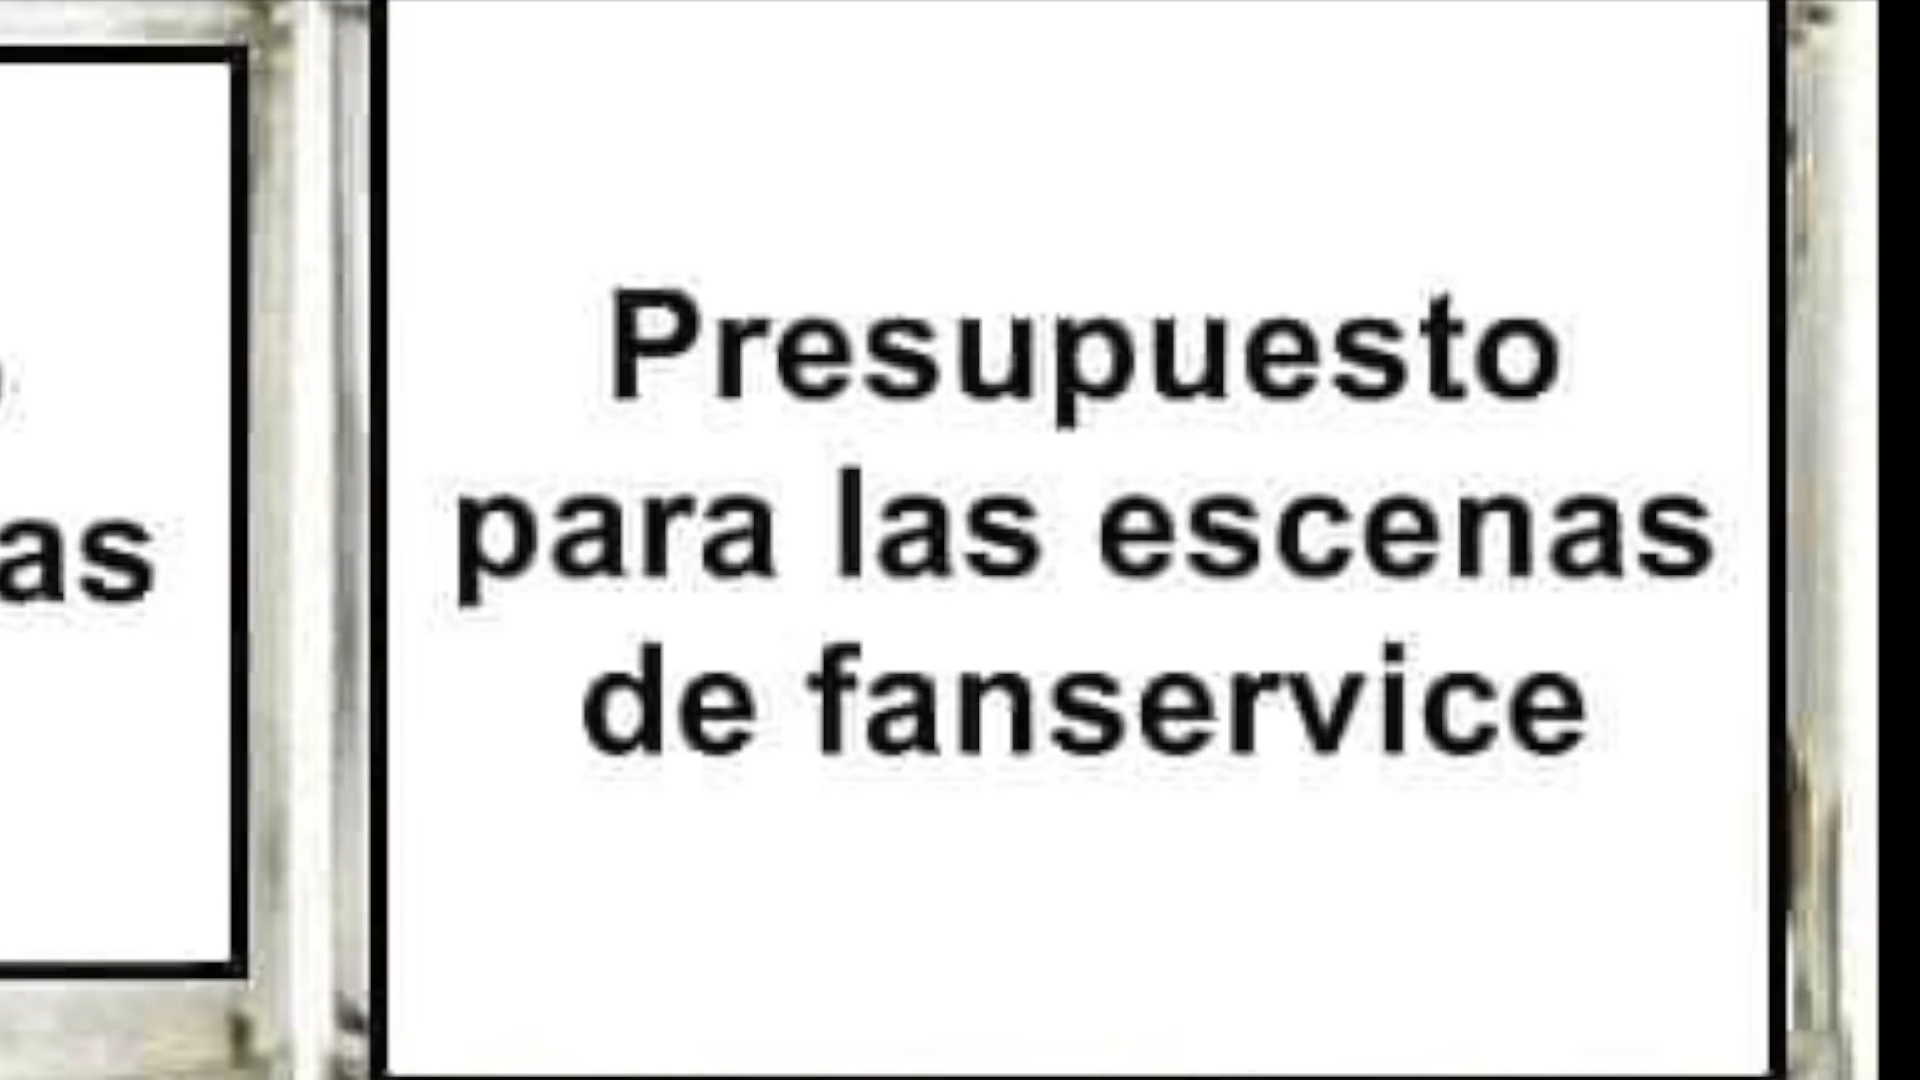 as
Presupuesto
para las escenas
de fanservice